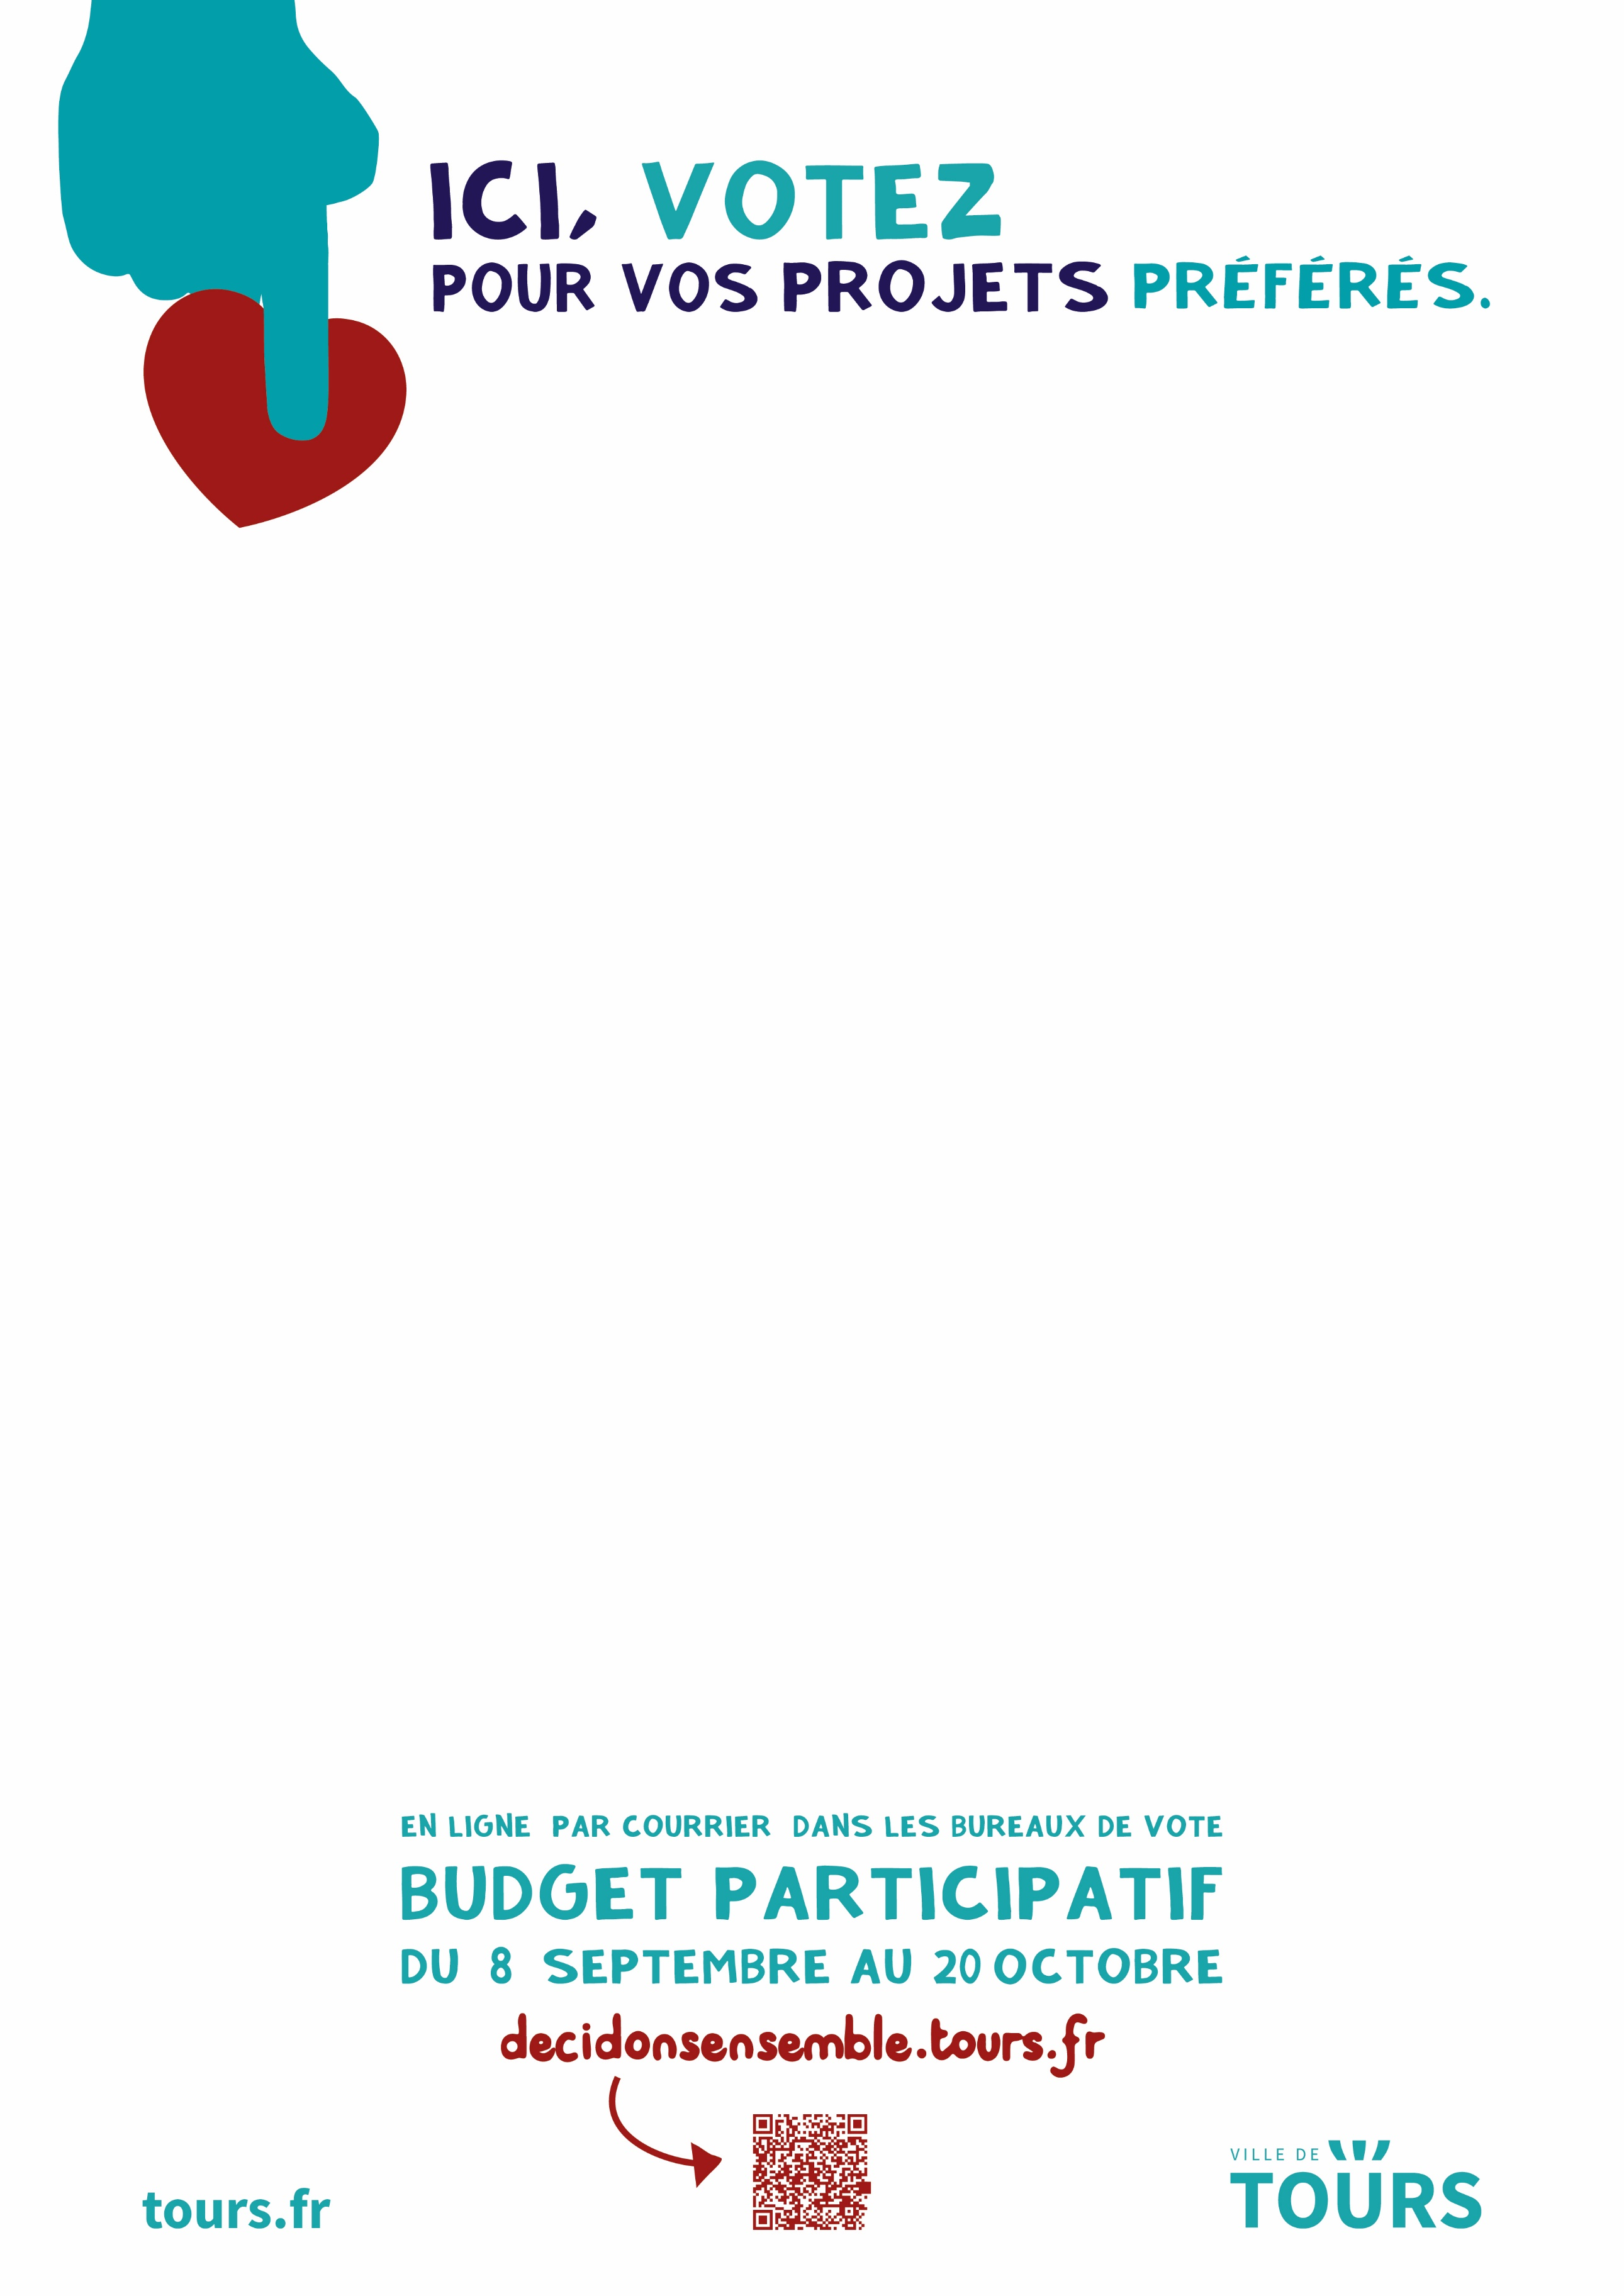 ICI, VOTEZ
POUR VOS PROJETS PRÉFÉRÉS.
EN LIGNE PAR COURRIER DANS LES BUREAUX DE VOTE
BUDGET PARTICIPATIF
DU 8 SEPTEMBRE AU 20 OCTOBRE
decidonsensemble.tours.fr
tours.fr
VILLE DE
TOURS